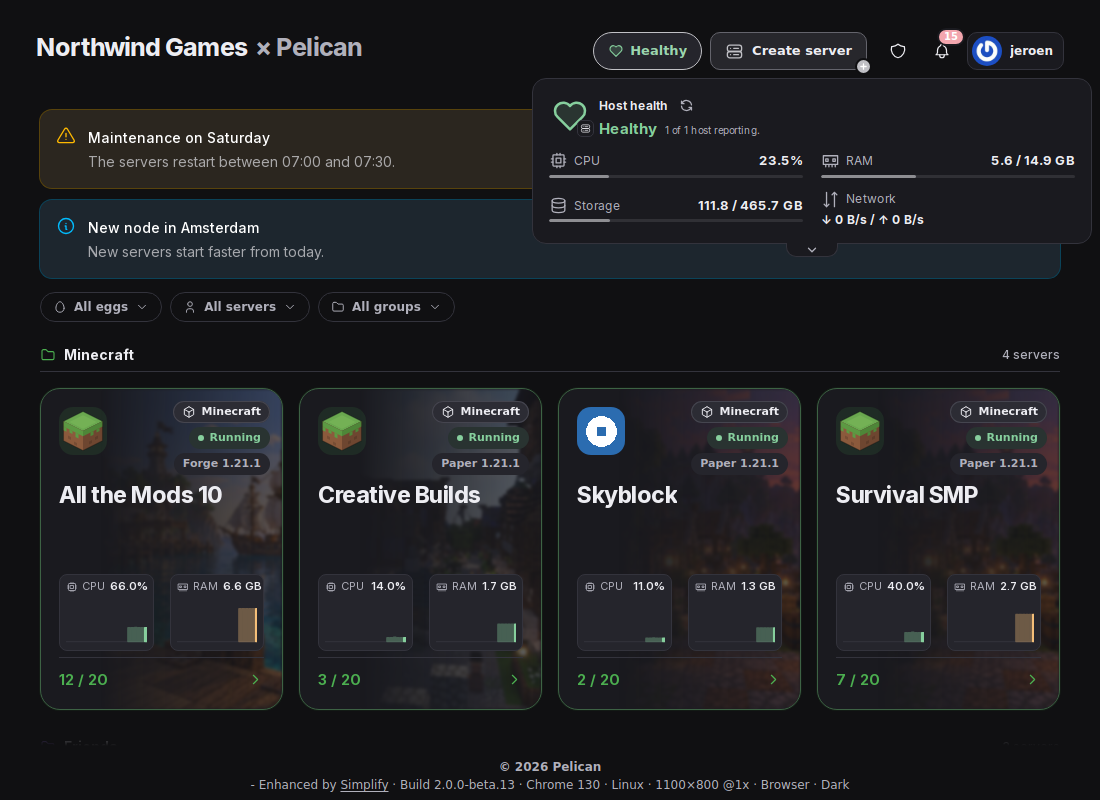 Northwind Games × Pelican
Healthy
Create server
15
jeroen
Host health
Healthy 1 of 1 host reporting.
CPU 23.5%
RAM 5.6 / 14.9 GB
Storage 111.8 / 465.7 GB
Network
↓ 0 B/s / ↑ 0 B/s
Maintenance on Saturday
The servers restart between 07:00 and 07:30.
New node in Amsterdam
New servers start faster from today.
All eggs
All servers
All groups
Minecraft
4 servers
Minecraft
Running
Forge 1.21.1
All the Mods 10
CPU 66.0%
RAM 6.6 GB
12 / 20
Minecraft
Running
Paper 1.21.1
Creative Builds
CPU 14.0%
RAM 1.7 GB
3 / 20
Minecraft
Running
Paper 1.21.1
Skyblock
CPU 11.0%
RAM 1.3 GB
2 / 20
Minecraft
Running
Paper 1.21.1
Survival SMP
CPU 40.0%
RAM 2.7 GB
7 / 20
© 2026 Pelican
- Enhanced by Simplify · Build 2.0.0-beta.13 · Chrome 130 · Linux · 1100×800 @1x · Browser · Dark